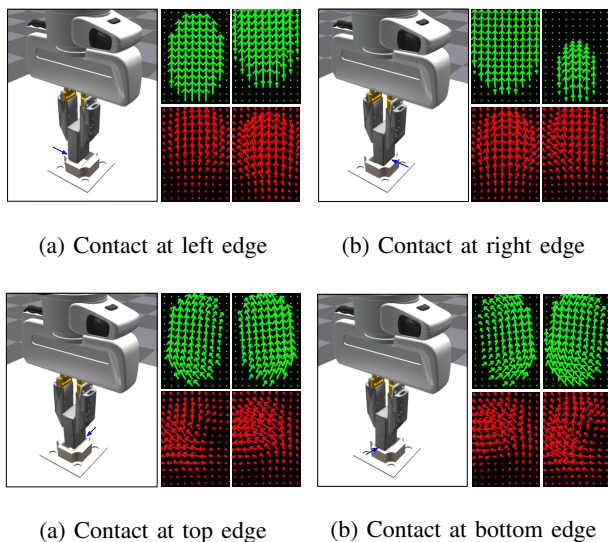 (a) Contact at left edge
(b) Contact at right edge
(a) Contact at top edge
(b) Contact at bottom edge